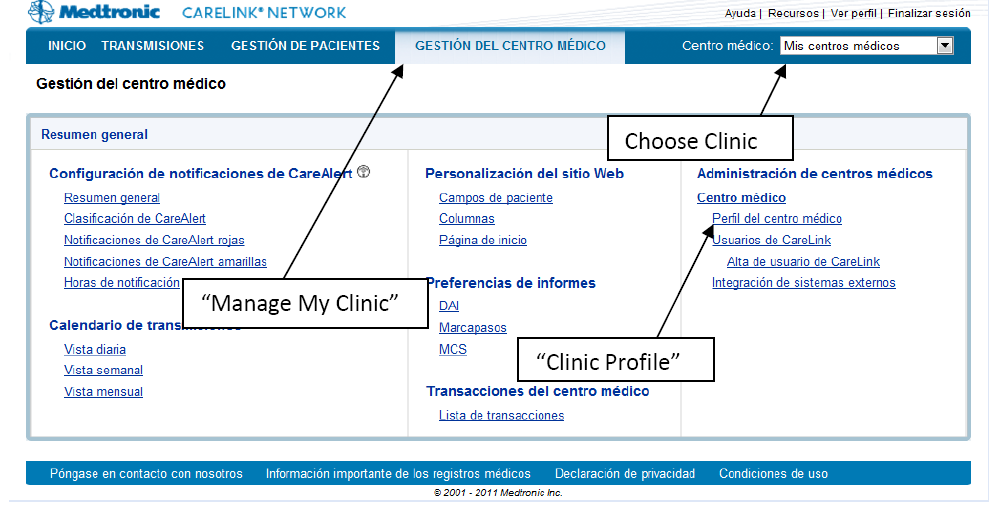 Medtronic CARELINK® NETWORK
Ayuda | Recursos | Ver perfil | Finalizar sesión
INICIO TRANSMISIONES GESTIÓN DE PACIENTES GESTIÓN DEL CENTRO MÉDICO Centro médico: Mis centros médicos
Gestión del centro médico
Resumen general
Choose Clinic
Configuración de notificaciones de CareAlert
Resumen general
Clasificación de CareAlert
Notificaciones de CareAlert rojas
Notificaciones de CareAlert amarillas
Horas de notificación
“Manage My Clinic”
Calendario de
Vista diaria
Vista semanal
Vista mensual
Personalización del sitio Web
Campos de paciente
Columnas
Página de inicio
Preferencias de informes
DAI
Marcapasos
MCS
“Clinic Profile”
Transacciones del centro médico
Lista de transacciones
Administración de centros médicos
Centro médico
Perfil del centro médico
Usuarios de CareLink
Alta de usuario de CareLink
Integración de sistemas externos
Póngase en contacto con nosotros Información importante de los registros médicos Declaración de privacidad Condiciones de uso
© 2001 - 2011 Medtronic Inc.